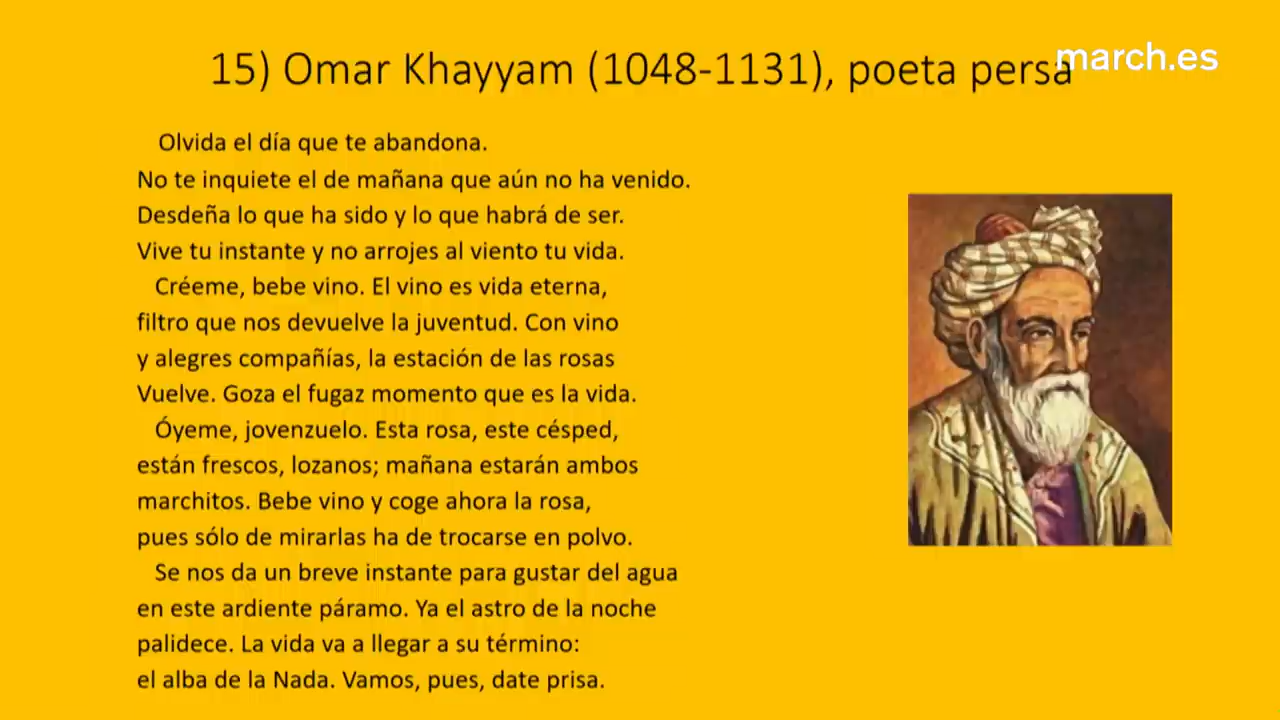 15) Omar Khayyam (1048-1131), poeta persa
march.es
Olvida el día que te abandona.
No te inquiete el de mañana que aún no ha venido.
Desdeña lo que ha sido y lo que habrá de ser.
Vive tu instante y no arrojes al viento tu vida.
Créeme, bebe vino. El vino es vida eterna,
filtro que nos devuelve la juventud. Con vino
y alegres compañías, la estación de las rosas
Vuelve. Goza el fugaz momento que es la vida.
Óyeme, jovenzuelo. Esta rosa, este césped,
están frescos, lozanos; mañana estarán ambos
marchitos. Bebe vino y coge ahora la rosa,
pues sólo de mirarlas ha de trocarse en polvo.
Se nos da un breve instante para gustar del agua
en este ardiente páramo. Ya el astro de la noche
palidece. La vida va a llegar a su término:
el alba de la Nada. Vamos, pues, date prisa.